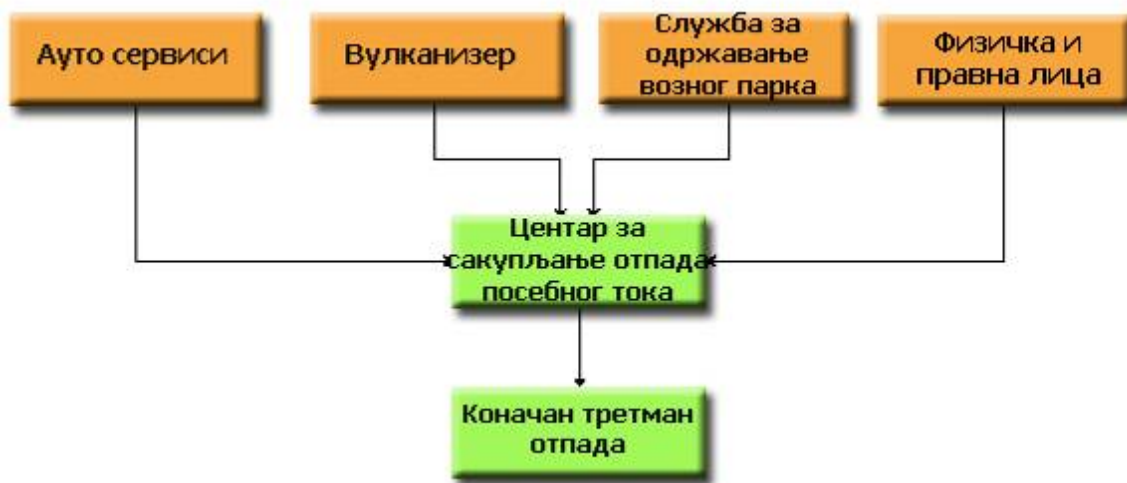 Ауто сервиси
Вулканизер
Служба за
одржавање
возног парка
Физичка и
правна лица
Центар за
сакупљање отпада
посебног тока
Коначан третман
отпада